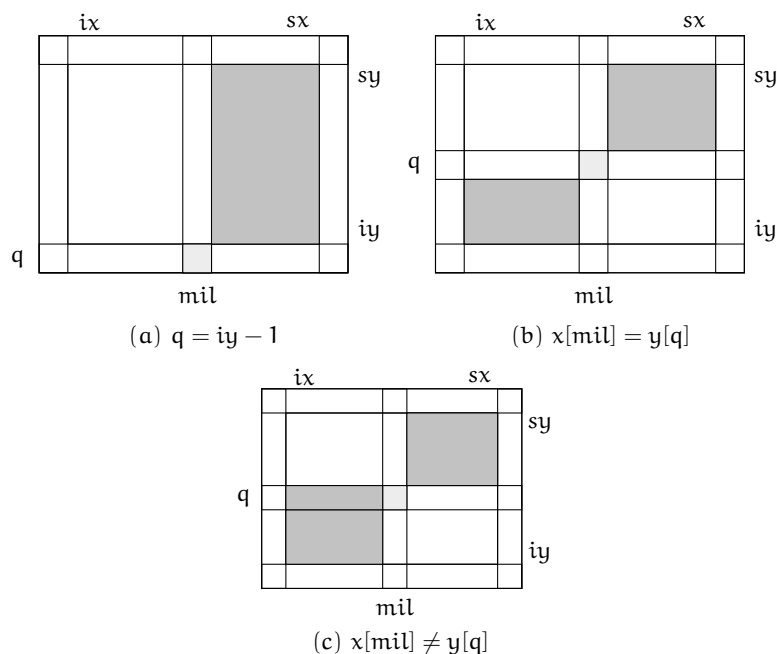 ix sx
sy
q
iy
mil
(a) q = iy − 1
ix sx
sy
q
iy
mil
(b) x[mil] = y[q]
ix sx
sy
q
iy
mil
(c) x[mil] ≠ y[q]